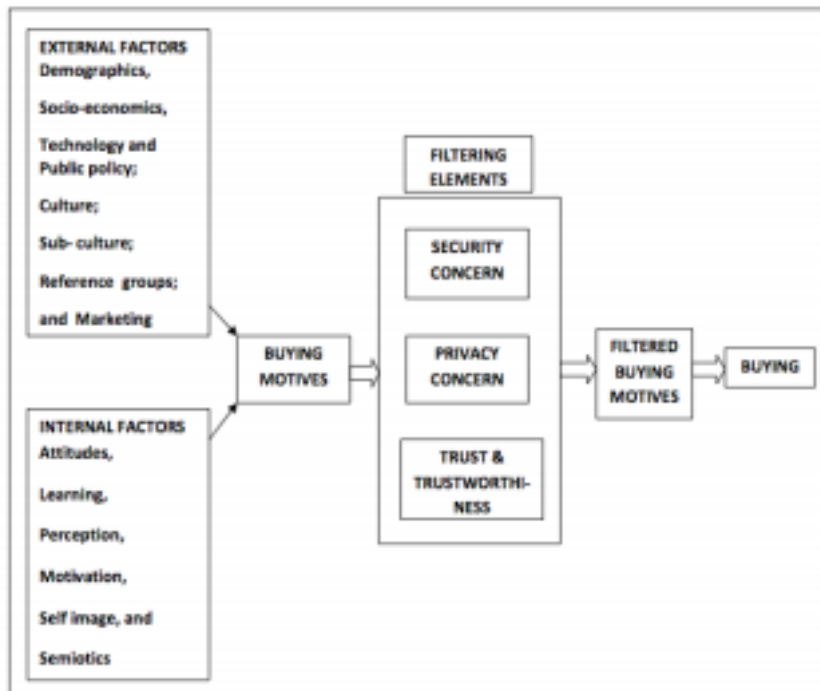 EXTERNAL FACTORS
Demographics,
Socio-economics,
Technology and
Public policy;
Culture;
Sub- culture;
Reference groups;
and Marketing
INTERNAL FACTORS
Attitudes,
Learning,
Perception,
Motivation,
Self image, and
Semiotics
BUYING
MOTIVES
FILTERING
ELEMENTS
SECURITY
CONCERN
PRIVACY
CONCERN
TRUST &
TRUSTWORTHI-
NESS
FILTERED
BUYING
MOTIVES
BUYING